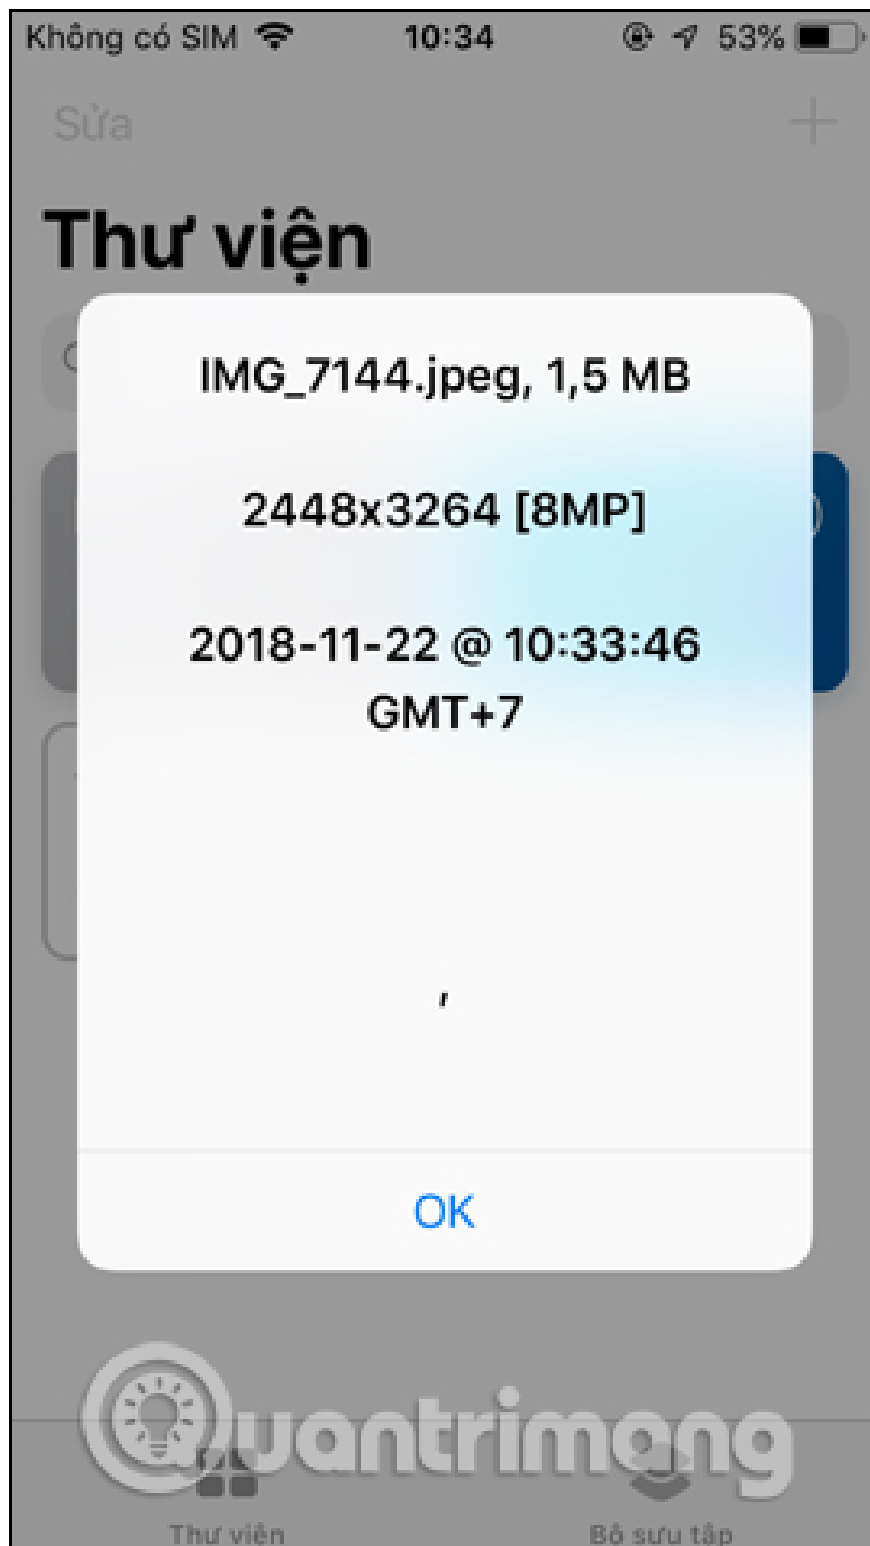 Không có SIM 10:34 53%
Sửa
Thư viện
IMG_7144.jpeg, 1,5 MB
2448x3264 [8MP]
2018-11-22 @ 10:33:46
GMT+7
,
OK
Quantrimang
Thư viện Bộ sưu tập